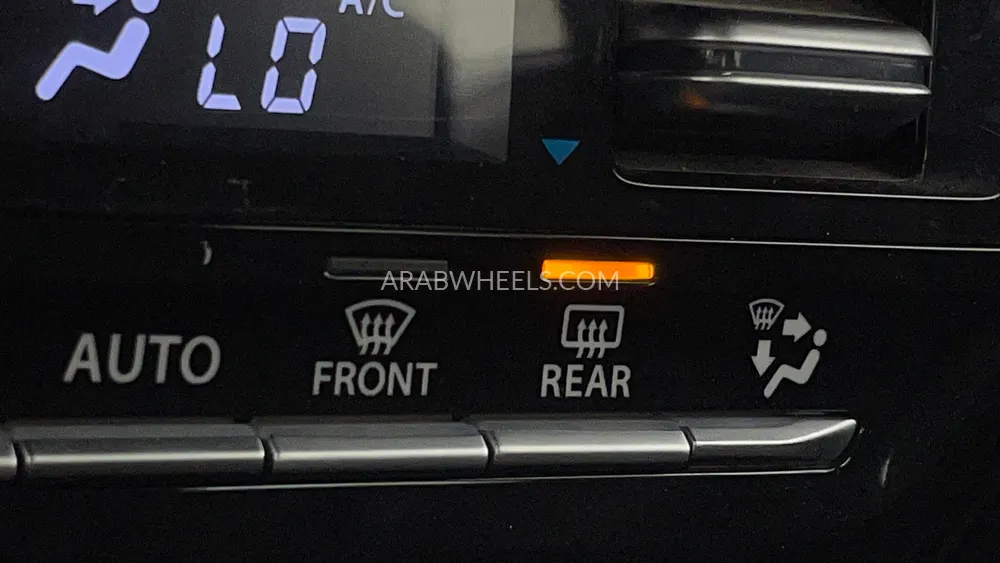 A/C
LO
ARABWHEELS.COM
AUTO
FRONT
REAR